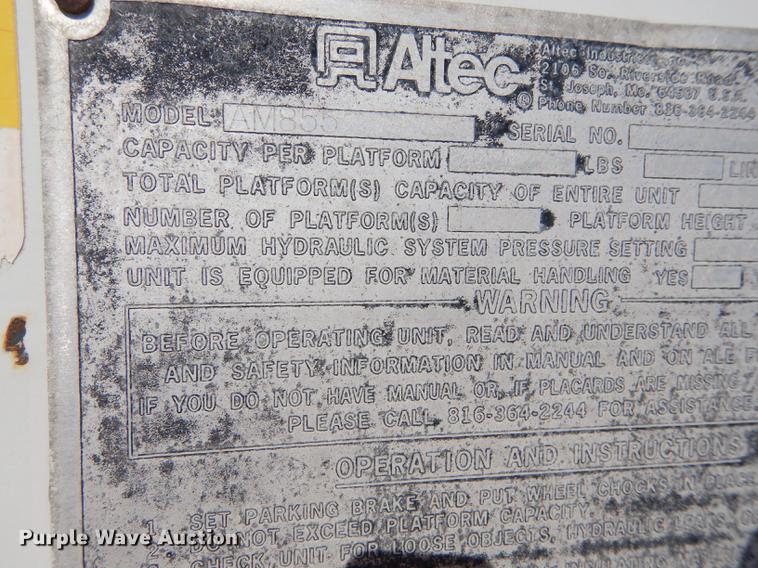 Altec
Altec Industries, Inc.
2106 So. Riverside Road
St. Joseph, Mo. 64507 U.S.A.
® Phone Number 816-364-2244
MODEL AM855 SERIAL NO.
CAPACITY PER PLATFORM LBS LIN
TOTAL PLATFORM(S) CAPACITY OF ENTIRE UNIT
NUMBER OF PLATFORM(S) PLATFORM HEIGHT
MAXIMUM HYDRAULIC SYSTEM PRESSURE SETTING
UNIT IS EQUIPPED FOR MATERIAL HANDLING YES
WARNING
BEFORE OPERATING UNIT, READ AND UNDERSTAND ALL
AND SAFETY INFORMATION IN MANUAL AND ON
IF YOU DO NOT HAVE MANUAL OR IF PLACARDS ARE MISSING
PLEASE CALL 816-364-2244 FOR ASSISTANCE.
OPERATION AND INSTRUCTIONS
1. SET PARKING BRAKE AND PUT WHEEL CHOCKS IN PLACE
2. DO NOT EXCEED PLATFORM CAPACITY.
CHECK UNIT FOR LOOSE OBJECTS, HYDRAULIC LEAKS,
Purple Wave Auction